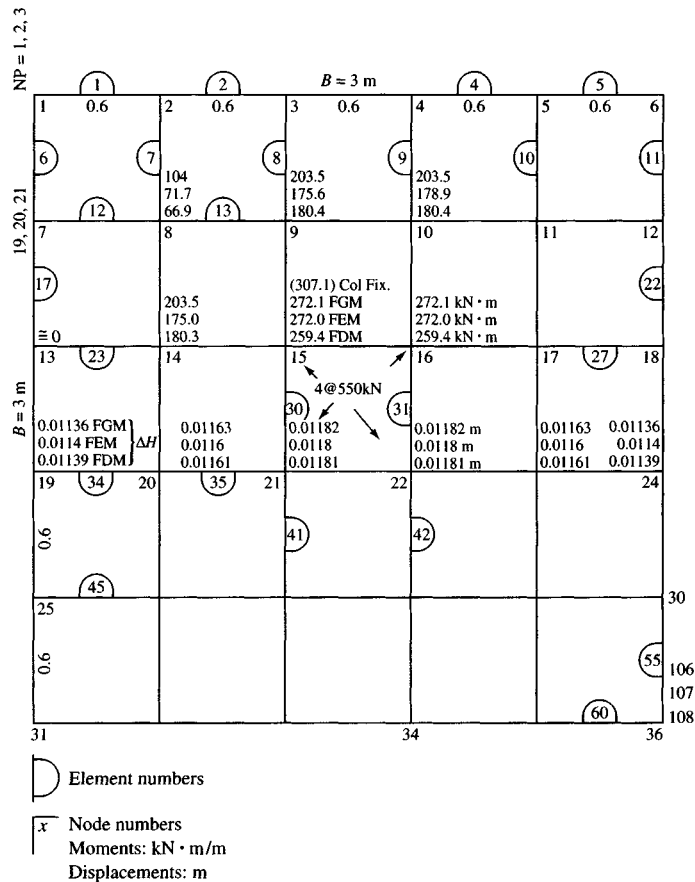 NP = 1, 2, 3
1 2 B = 3 m 4 5
1 0.6 2 0.6 3 0.6 4 0.6 5 0.6 6
6 7 8 9 10 11
104 203.5 203.5
71.7 175.6 178.9
66.9 180.4 180.4
12 13
19, 20, 21
7 8 9 10 11 12
17 22
(307.1) Col Fix.
203.5 272.1 FGM 272.1 kN · m
175.0 272.0 FEM 272.0 kN · m
≅ 0 180.3 259.4 FDM 259.4 kN · m
13 23 14 15 16 17 27 18
4@550kN
30 31
B = 3 m
0.01136 FGM 0.01163 0.01182 0.01182 m 0.01163 0.01136
0.0114 FEM } ΔH 0.0116 0.0118 0.0118 m 0.0116 0.0114
0.01139 FDM 0.01161 0.01181 0.01181 m 0.01161 0.01139
19 34 20 35 21 22 24
0.6 41 42
45
25 30
0.6 55 106
107
60 108
31 34 36
Element numbers
x Node numbers
Moments: kN · m/m
Displacements: m